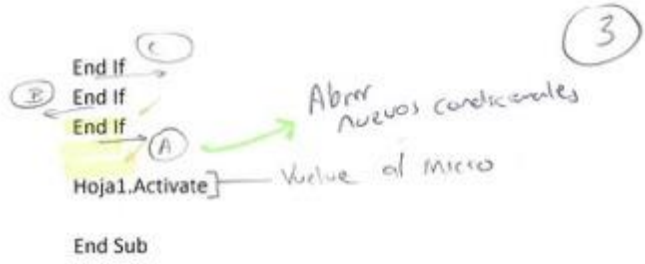 3
C
End If
B End If
Abrir
nuevos condicionales
End If
A
Hoja1.Activate] Vuelve al micro
End Sub